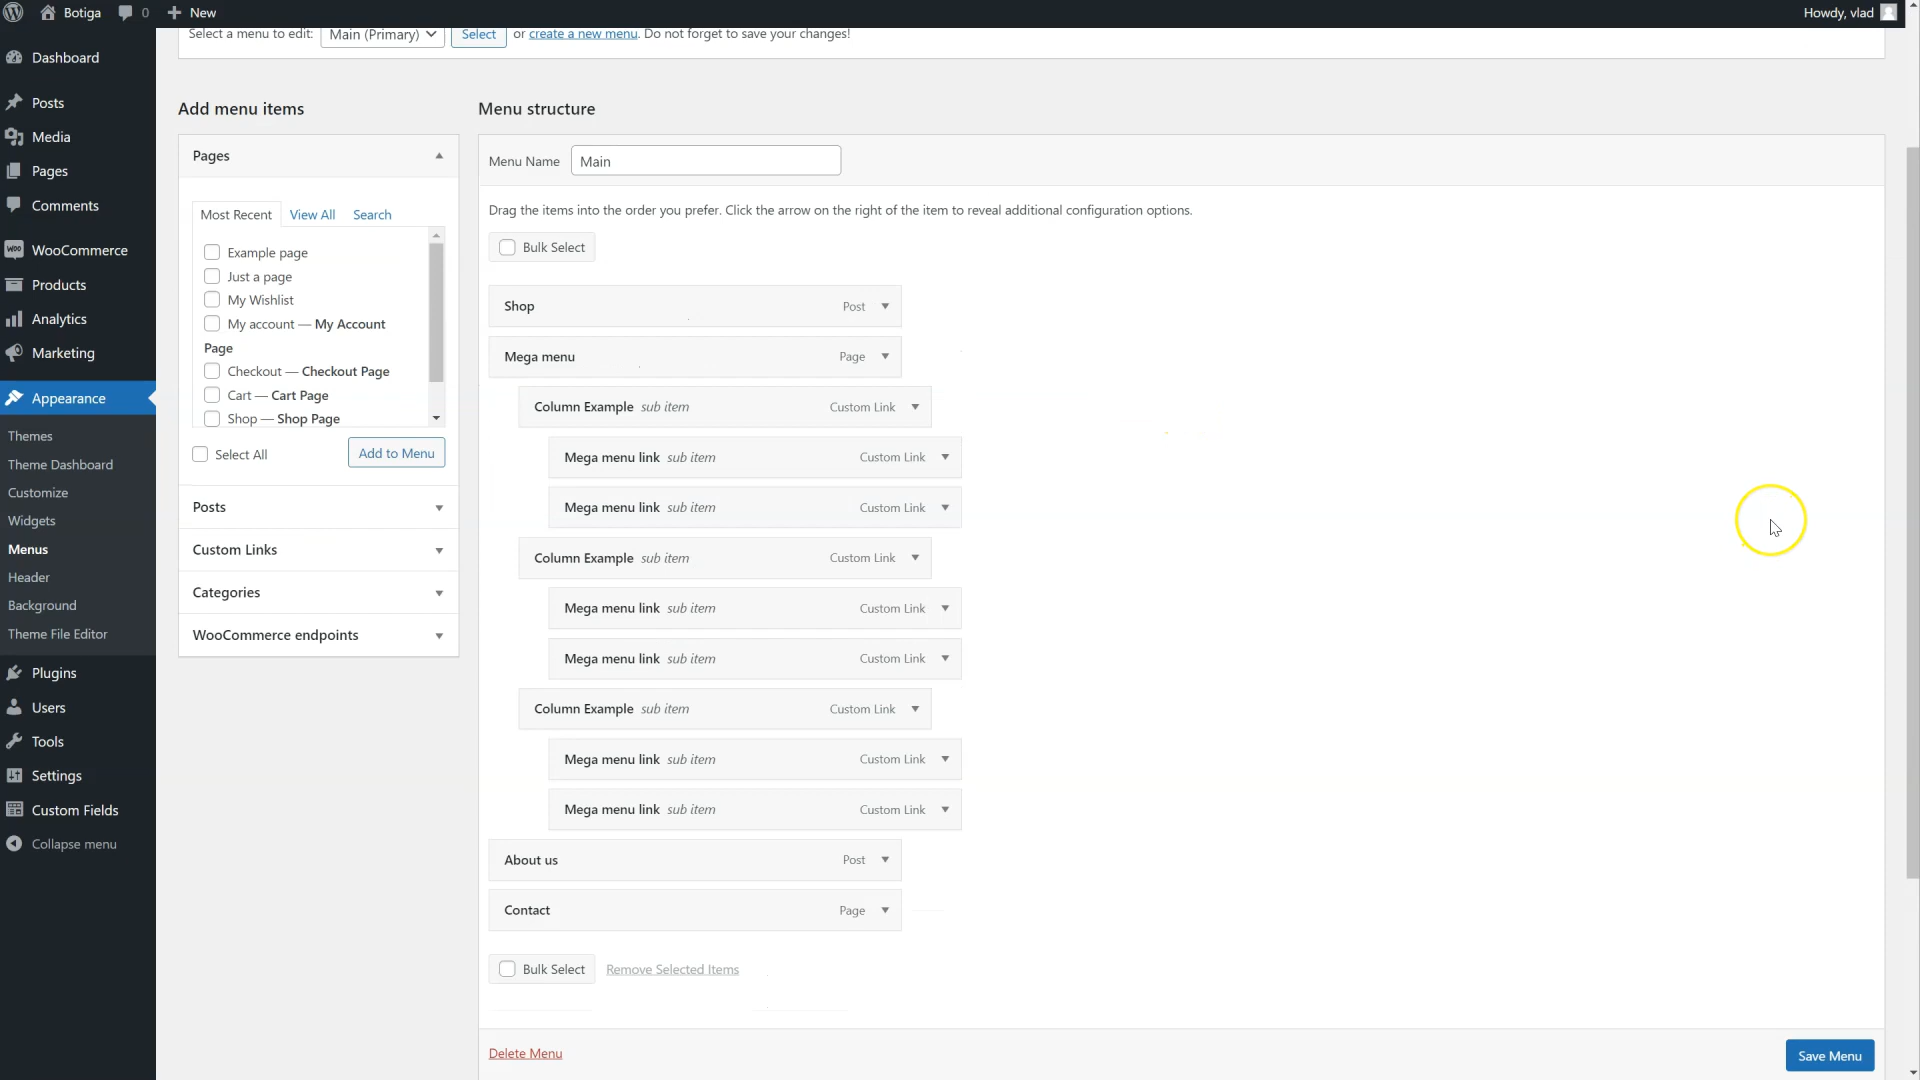 Botiga 0 New Howdy, vlad
Select a menu to edit: Main (Primary) Select or create a new menu. Do not forget to save your changes!
Dashboard
Posts
Media
Pages
Comments
WooCommerce
Products
Analytics
Marketing
Appearance
Themes
Theme Dashboard
Customize
Widgets
Menus
Header
Background
Theme File Editor
Plugins
Users
Tools
Settings
Custom Fields
Collapse menu
Add menu items
Pages
Most Recent View All Search
Example page
Just a page
My Wishlist
My account — My Account
Page
Checkout — Checkout Page
Cart — Cart Page
Shop — Shop Page
Select All Add to Menu
Posts
Custom Links
Categories
WooCommerce endpoints
Menu structure
Menu Name Main
Drag the items into the order you prefer. Click the arrow on the right of the item to reveal additional configuration options.
Bulk Select
Shop Post
Mega menu Page
Column Example sub item Custom Link
Mega menu link sub item Custom Link
Mega menu link sub item Custom Link
Column Example sub item Custom Link
Mega menu link sub item Custom Link
Mega menu link sub item Custom Link
Column Example sub item Custom Link
Mega menu link sub item Custom Link
Mega menu link sub item Custom Link
About us Post
Contact Page
Bulk Select Remove Selected Items
Delete Menu Save Menu